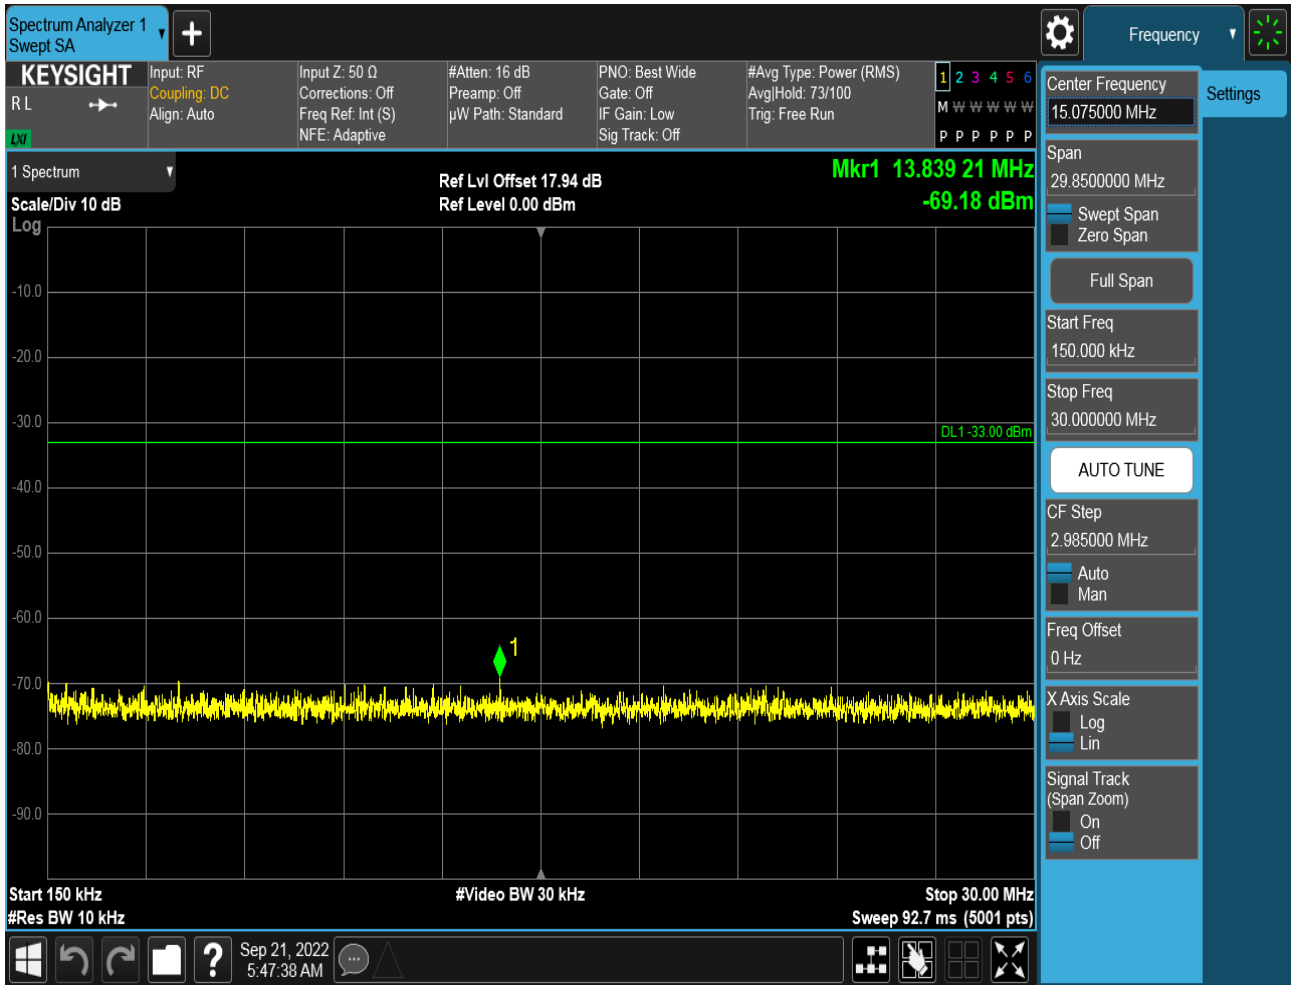 Spectrum Analyzer 1
Swept SA
+
Frequency
KEYSIGHT
R L
LXI
Input: RF
Coupling: DC
Align: Auto
Input Z: 50 Ω
Corrections: Off
Freq Ref: Int (S)
NFE: Adaptive
#Atten: 16 dB
Preamp: Off
µW Path: Standard
PNO: Best Wide
Gate: Off
IF Gain: Low
Sig Track: Off
#Avg Type: Power (RMS)
Avg|Hold: 73/100
Trig: Free Run
1 2 3 4 5 6
M W W W W W
P P P P P P
1 Spectrum
Scale/Div 10 dB
Log
Ref Lvl Offset 17.94 dB
Ref Level 0.00 dBm
Mkr1 13.839 21 MHz
-69.18 dBm
-10.0
-20.0
-30.0
DL1 -33.00 dBm
-40.0
-50.0
-60.0
1
-70.0
-80.0
-90.0
Start 150 kHz
#Video BW 30 kHz
Stop 30.00 MHz
#Res BW 10 kHz
Sweep 92.7 ms (5001 pts)
Center Frequency
15.075000 MHz
Settings
Span
29.8500000 MHz
Swept Span
Zero Span
Full Span
Start Freq
150.000 kHz
Stop Freq
30.000000 MHz
AUTO TUNE
CF Step
2.985000 MHz
Auto
Man
Freq Offset
0 Hz
X Axis Scale
Log
Lin
Signal Track
(Span Zoom)
On
Off
?
Sep 21, 2022
5:47:38 AM